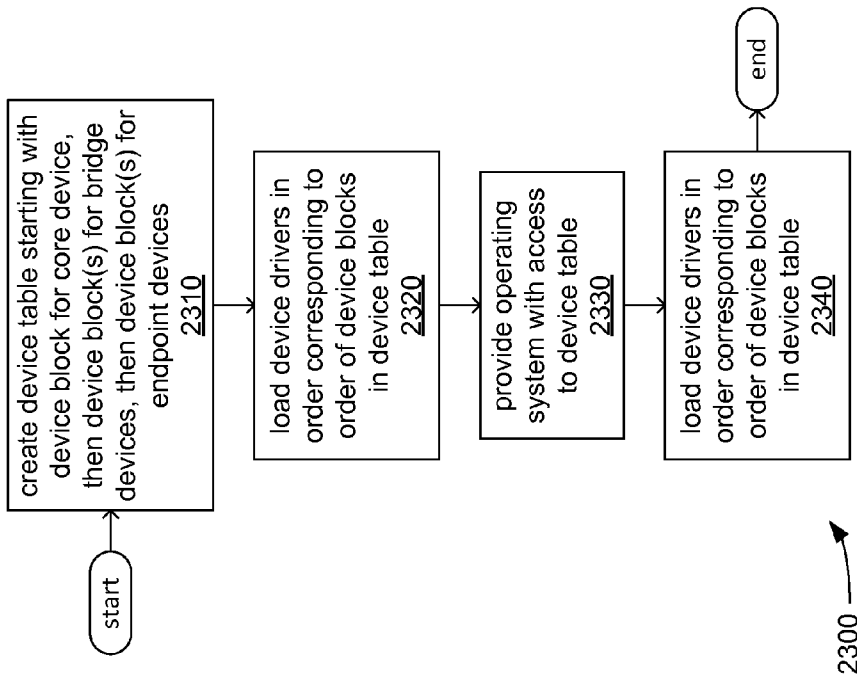 start
create device table starting with
device block for core device,
then device block(s) for bridge
devices, then device block(s) for
endpoint devices
2310
load device drivers in
order corresponding to
order of device blocks
in device table
2320
provide operating
system with access
to device table
2330
load device drivers in
order corresponding to
order of device blocks
in device table
2340
end
2300